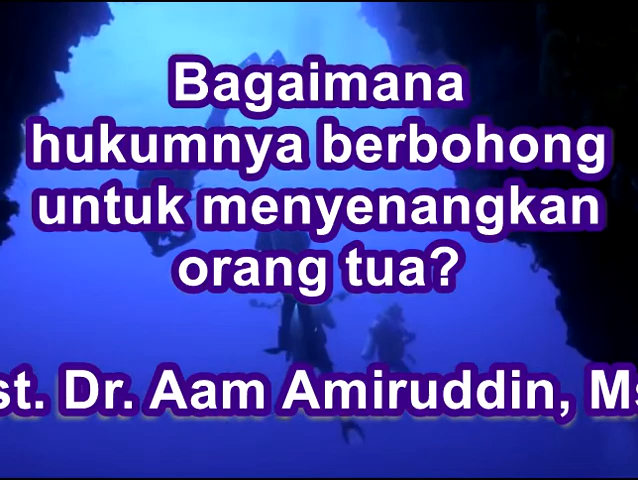 Bagaimana
hukumnya berbohong
untuk menyenangkan
orang tua?
st. Dr. Aam Amiruddin, Ms